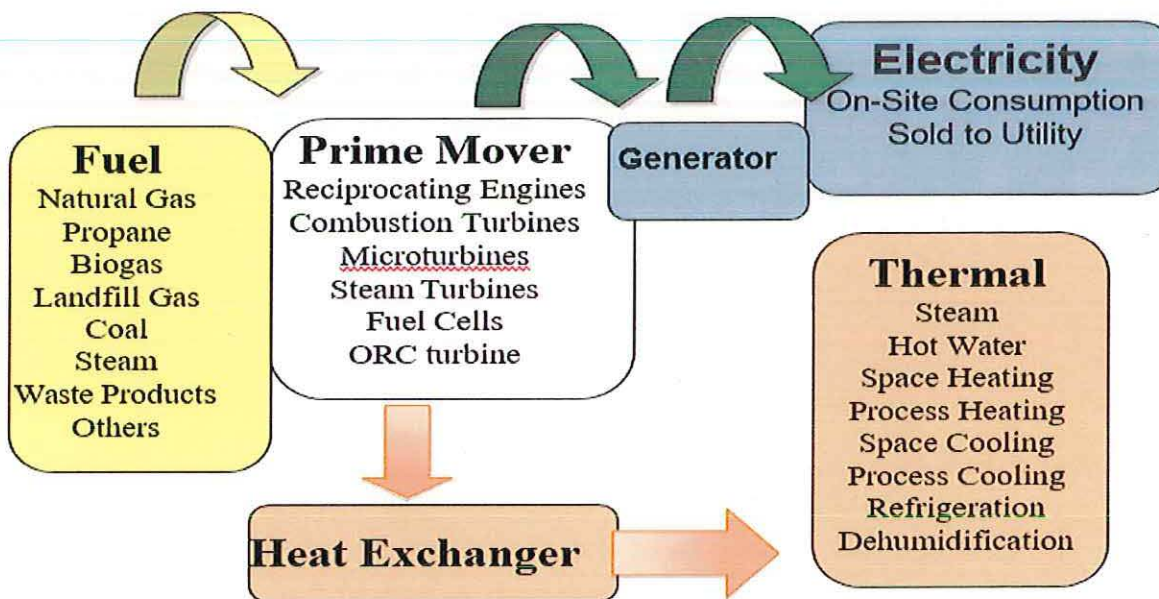 Fuel
Natural Gas
Propane
Biogas
Landfill Gas
Coal
Steam
Waste Products
Others
Prime Mover
Reciprocating Engines
Combustion Turbines
Microturbines
Steam Turbines
Fuel Cells
ORC turbine
Generator
Electricity
On-Site Consumption
Sold to Utility
Heat Exchanger
Thermal
Steam
Hot Water
Space Heating
Process Heating
Space Cooling
Process Cooling
Refrigeration
Dehumidification